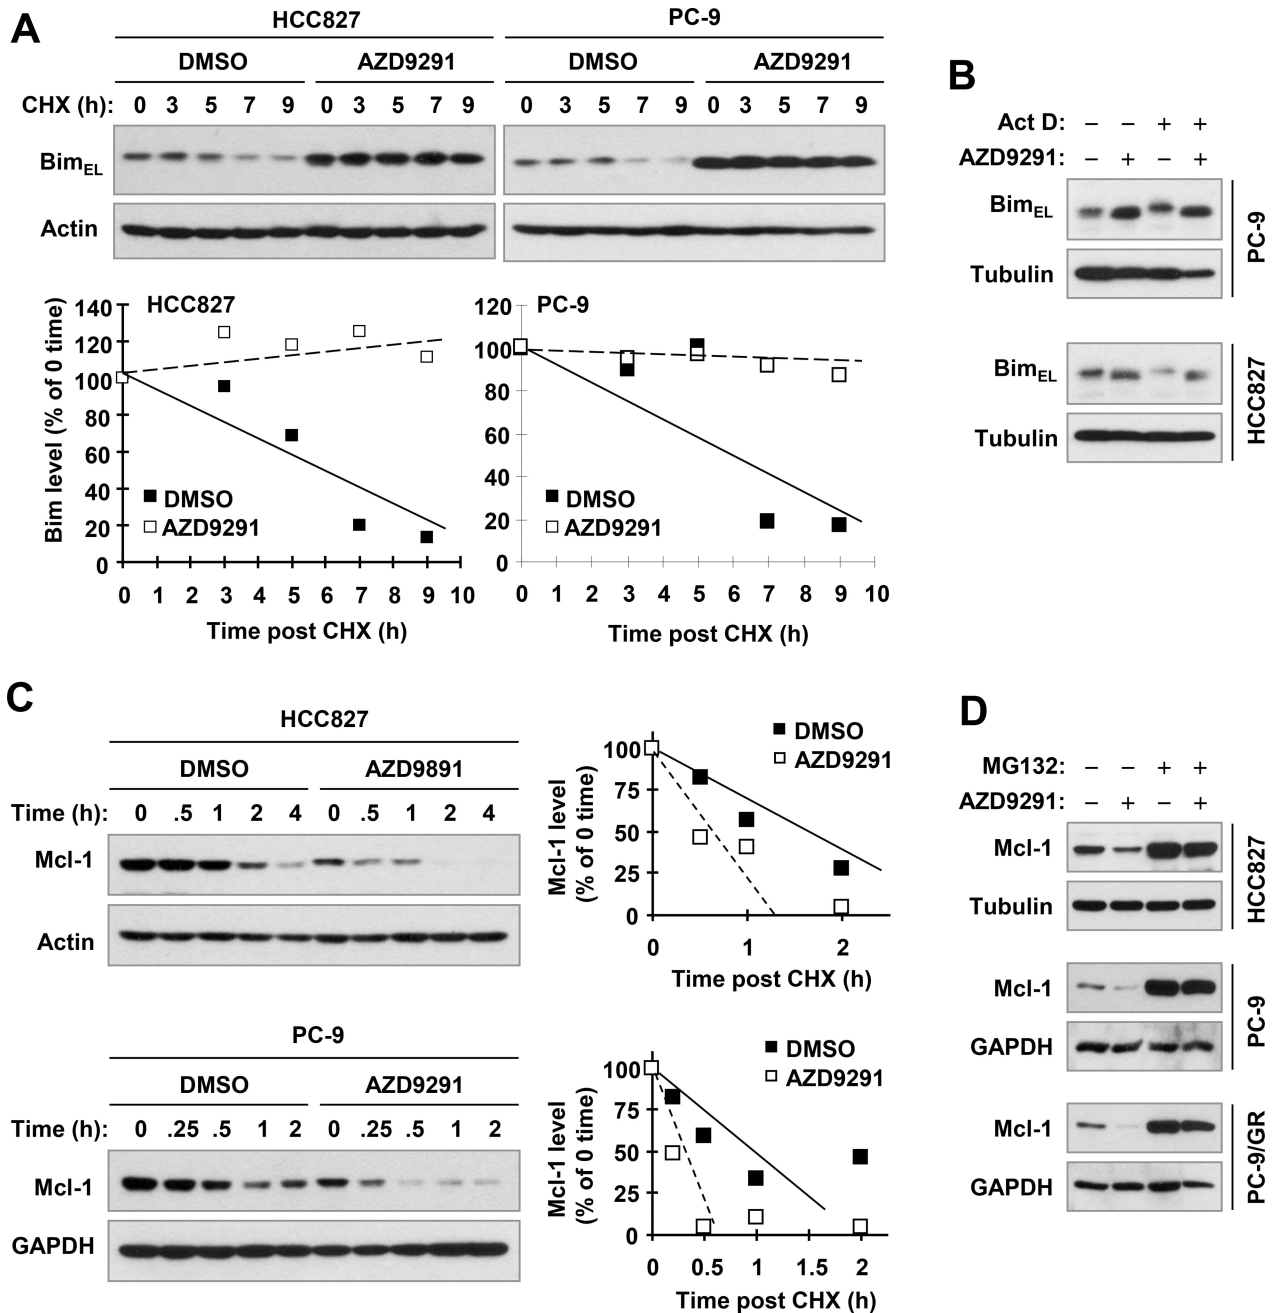 A
HCC827
PC-9
DMSO AZD9291 DMSO AZD9291
CHX (h): 0 3 5 7 9 0 3 5 7 9 0 3 5 7 9 0 3 5 7 9
BimEL
Actin
Bim level (% of 0 time)
140
120
100
80
60
40
20
0
HCC827
DMSO
AZD9291
0 1 2 3 4 5 6 7 8 9 10
Time post CHX (h)
120
100
80
60
40
20
0
PC-9
DMSO
AZD9291
0 1 2 3 4 5 6 7 8 9 10
Time post CHX (h)
B
Act D: – – + +
AZD9291: – + – +
BimEL
Tubulin
PC-9
BimEL
Tubulin
HCC827
C
HCC827
DMSO AZD9891
Time (h): 0 .5 1 2 4 0 .5 1 2 4
Mcl-1
Actin
Mcl-1 level
(% of 0 time)
100
75
50
25
0
DMSO
AZD9291
0 1 2
Time post CHX (h)
PC-9
DMSO AZD9291
Time (h): 0 .25 .5 1 2 0 .25 .5 1 2
Mcl-1
GAPDH
Mcl-1 level
(% of 0 time)
100
75
50
25
0
DMSO
AZD9291
0 0.5 1 1.5 2
Time post CHX (h)
D
MG132: – – + +
AZD9291: – + – +
Mcl-1
Tubulin
HCC827
Mcl-1
GAPDH
PC-9
Mcl-1
GAPDH
PC-9/GR